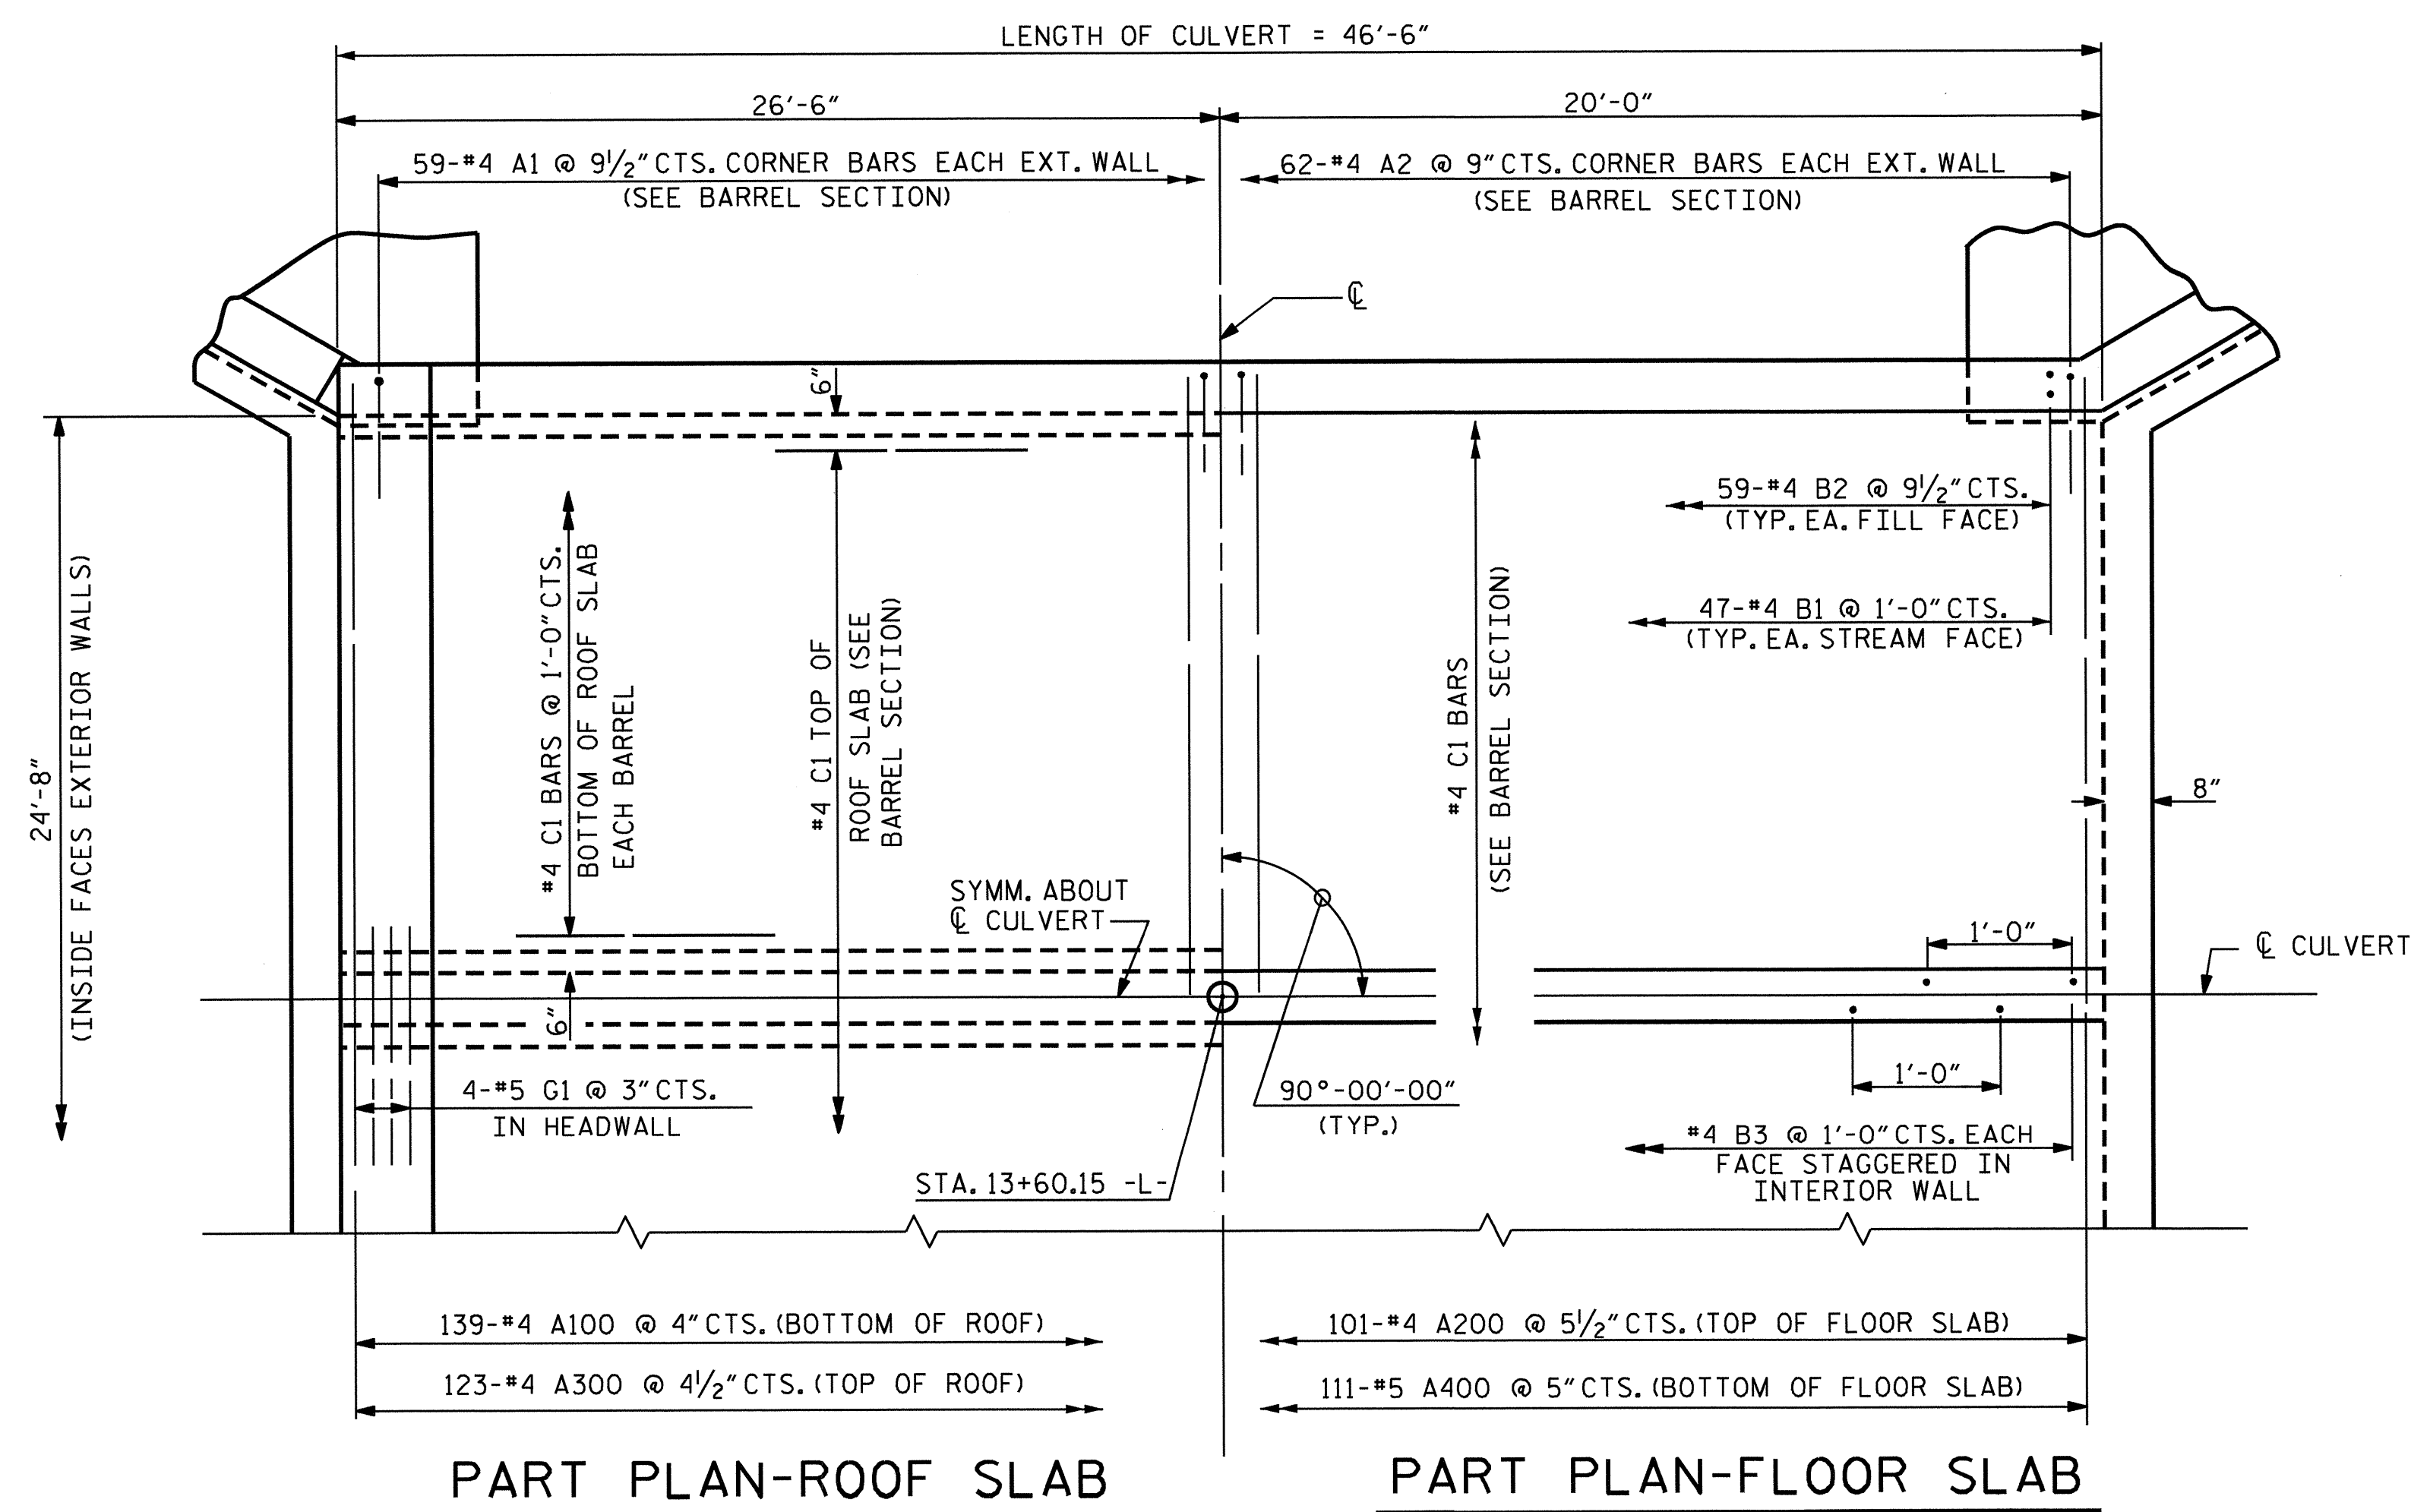 LENGTH OF CULVERT = 46'-6"
26'-6"
20'-0"
59-#4 A1 @ 9½" CTS. CORNER BARS EACH EXT. WALL
(SEE BARREL SECTION)
62-#4 A2 @ 9" CTS. CORNER BARS EACH EXT. WALL
(SEE BARREL SECTION)
℄
6"
59-#4 B2 @ 9½" CTS.
(TYP. EA. FILL FACE)
47-#4 B1 @ 1'-0" CTS.
(TYP. EA. STREAM FACE)
24'-8"
(INSIDE FACES EXTERIOR WALLS)
#4 C1 BARS @ 1'-0" CTS.
BOTTOM OF ROOF SLAB
EACH BARREL
#4 C1 TOP OF
ROOF SLAB (SEE
BARREL SECTION)
#4 C1 BARS
(SEE BARREL SECTION)
8"
SYMM. ABOUT
℄ CULVERT
1'-0"
℄ CULVERT
6"
1'-0"
4-#5 G1 @ 3" CTS.
IN HEADWALL
90°-00'-00"
(TYP.)
#4 B3 @ 1'-0" CTS. EACH
FACE STAGGERED IN
INTERIOR WALL
STA. 13+60.15 -L-
139-#4 A100 @ 4" CTS. (BOTTOM OF ROOF)
101-#4 A200 @ 5½" CTS. (TOP OF FLOOR SLAB)
123-#4 A300 @ 4½" CTS. (TOP OF ROOF)
111-#5 A400 @ 5" CTS. (BOTTOM OF FLOOR SLAB)
PART PLAN-ROOF SLAB
PART PLAN-FLOOR SLAB